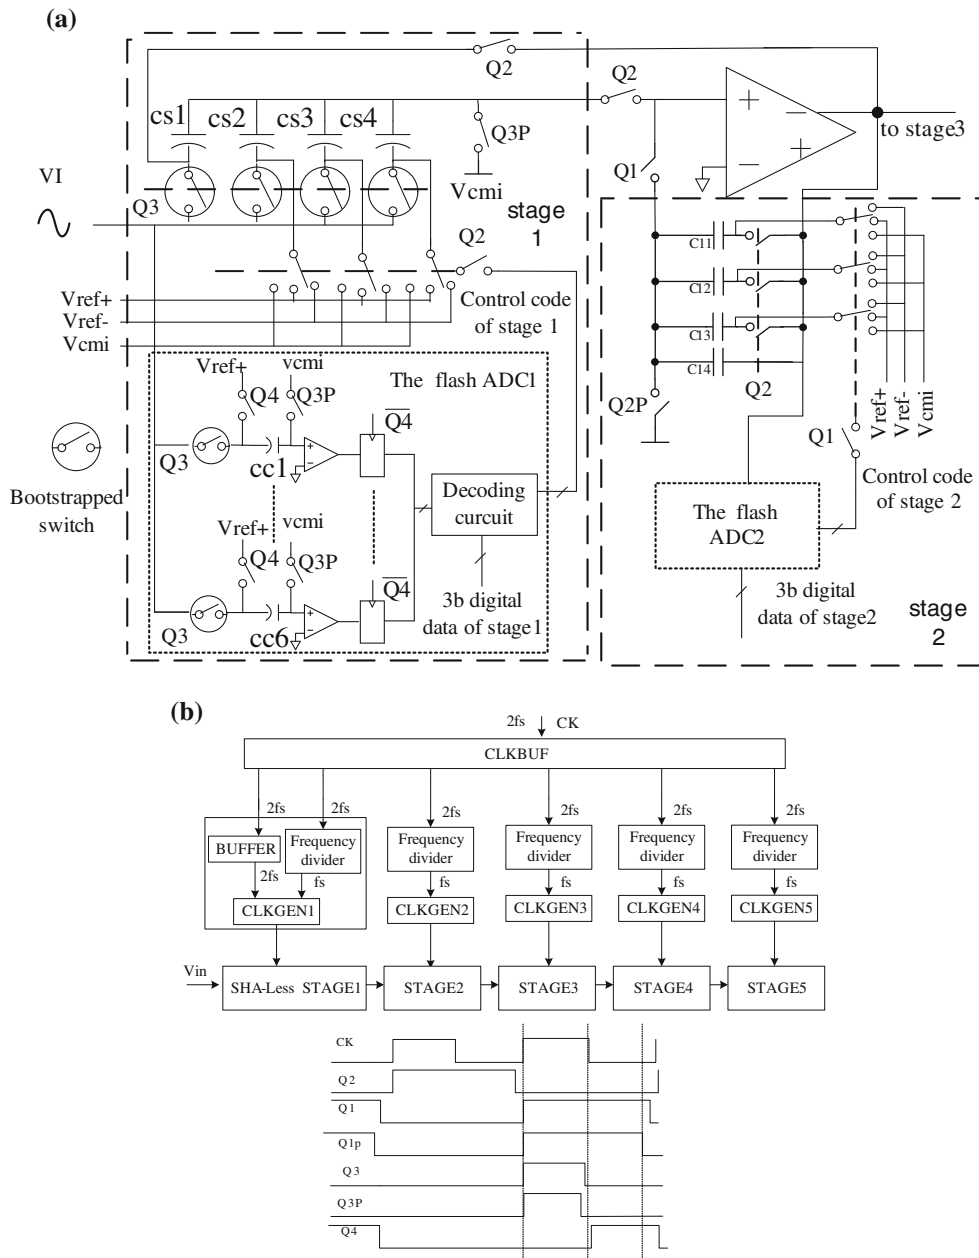 (a)
Q2
Q2
cs1 cs2 cs3 cs4
Q3P
Vcmi
VI
Q3
stage
1
Q1
+
−
−
+
to stage3
Q2
Vref+
Vref-
Vcmi
Control code
of stage 1
C11
C12
C13
C14
Q2
Q2P
Vref+
Vref-
Vcmi
Q1
Control code
of stage 2
The flash ADC1
Vref+
vcmi
Q4
Q3P
Q4
Q3
cc1
+
−
Bootstrapped
switch
Decoding
curcuit
Vref+
vcmi
Q4
Q3P
Q4
Q3
cc6
+
−
3b digital
data of stage1
The flash
ADC2
3b digital
data of stage2
stage
2
(b)
2fs CK
CLKBUF
2fs 2fs 2fs 2fs 2fs 2fs
BUFFER
Frequency
divider
Frequency
divider
Frequency
divider
Frequency
divider
Frequency
divider
2fs fs fs fs fs fs
CLKGEN1 CLKGEN2 CLKGEN3 CLKGEN4 CLKGEN5
Vin
SHA-Less STAGE1 STAGE2 STAGE3 STAGE4 STAGE5
CK
Q2
Q1
Q1p
Q3
Q3P
Q4